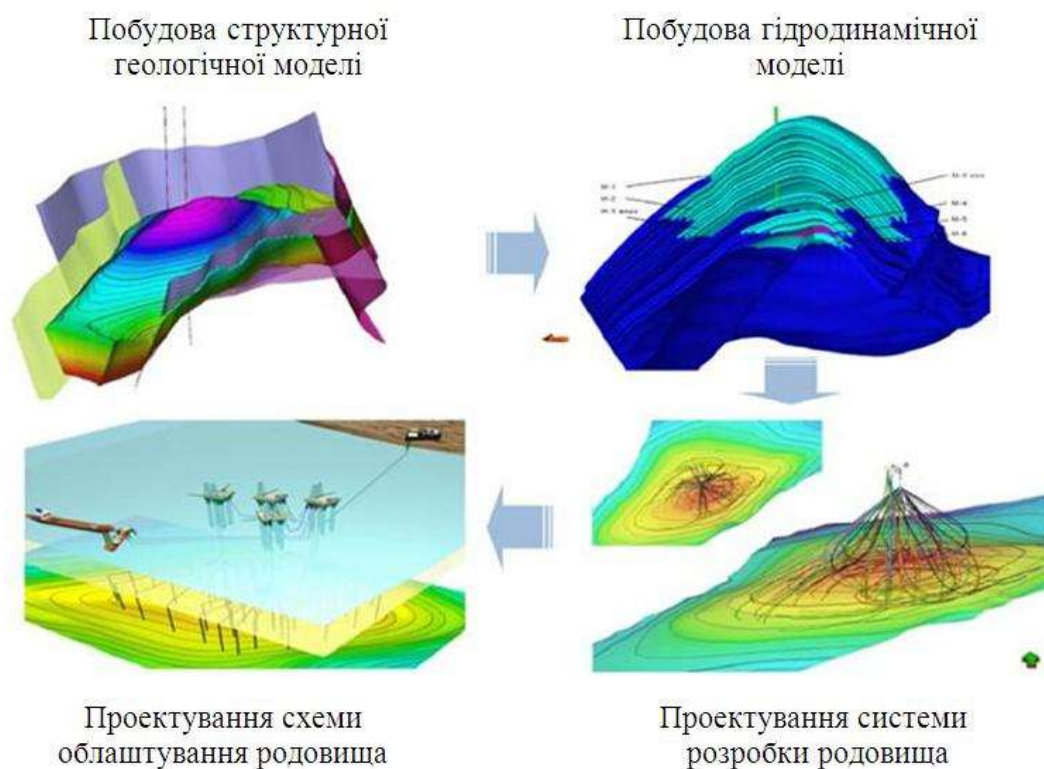 Побудова структурної
геологічної моделі
Побудова гідродинамічної
моделі
Проектування схеми
облаштування родовища
Проектування системи
розробки родовища